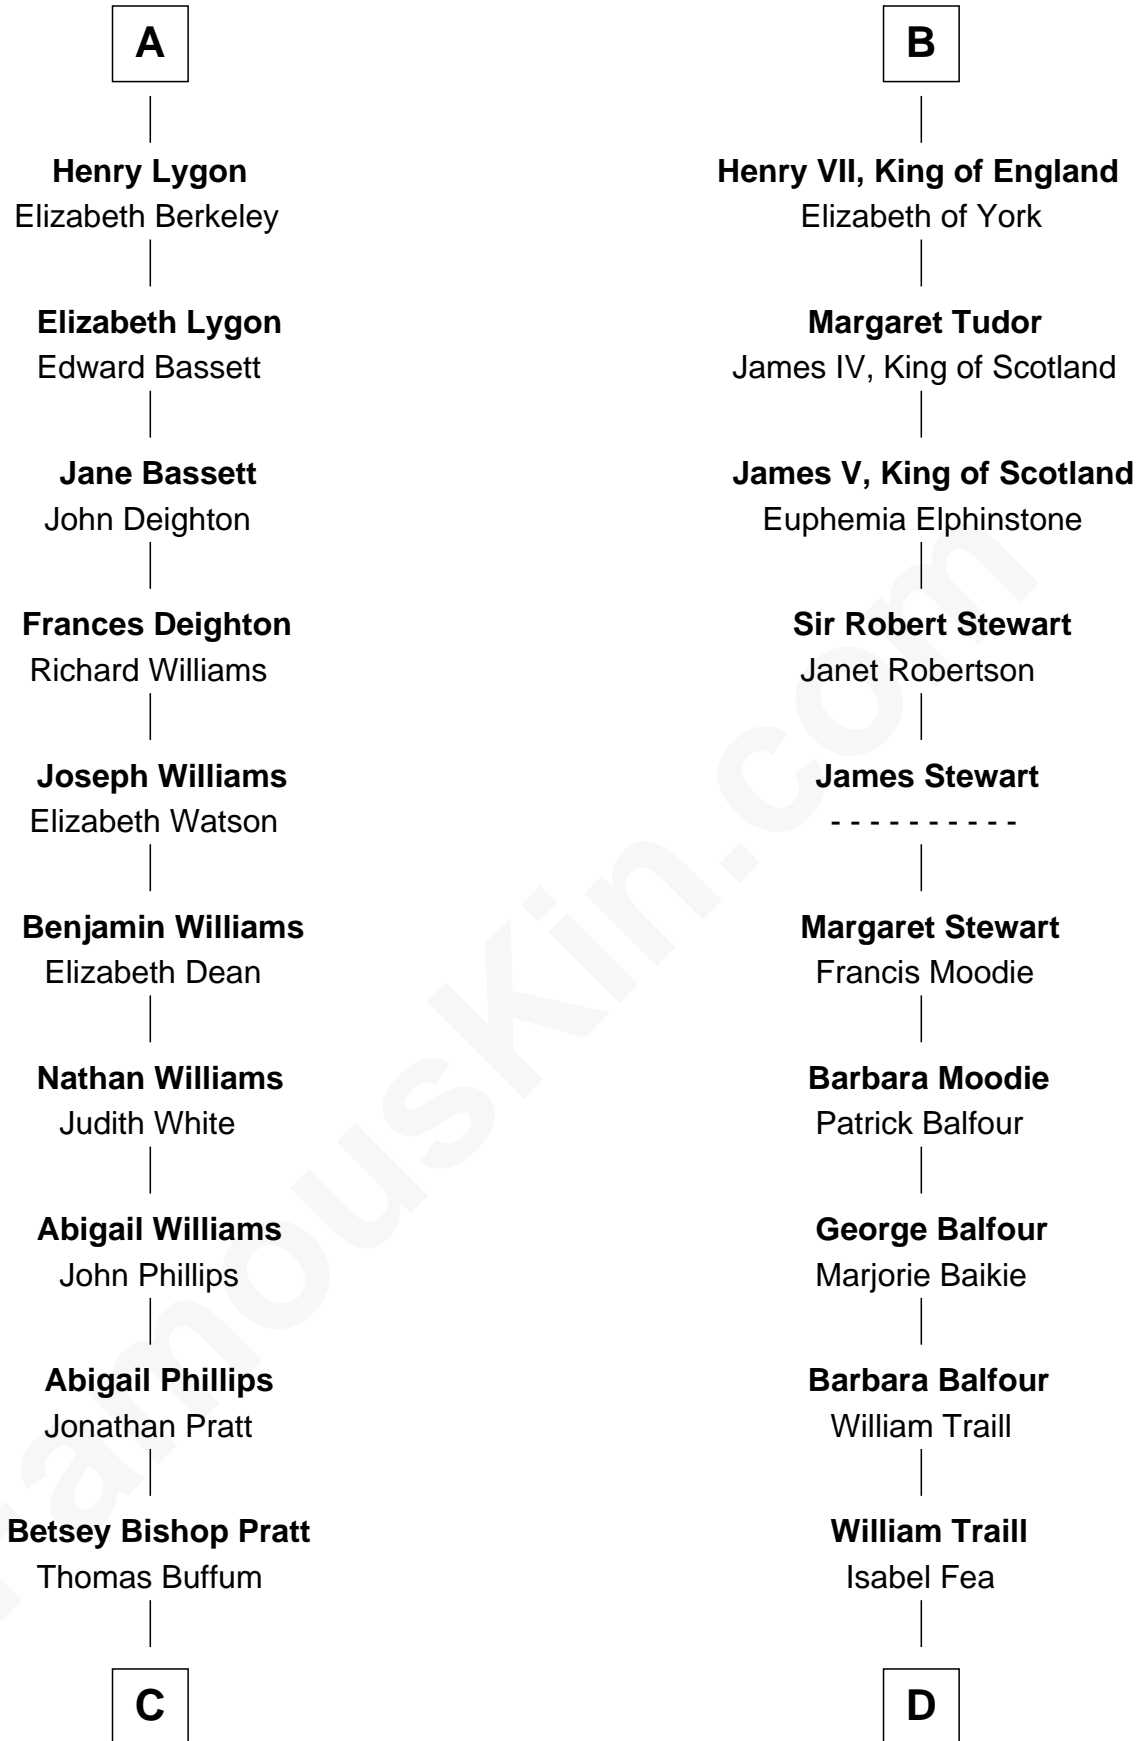 A
Henry Lygon
Elizabeth Berkeley
Elizabeth Lygon
Edward Bassett
Jane Bassett
John Deighton
Frances Deighton
Richard Williams
Joseph Williams
Elizabeth Watson
Benjamin Williams
Elizabeth Dean
Nathan Williams
Judith White
Abigail Williams
John Phillips
Abigail Phillips
Jonathan Pratt
Betsey Bishop Pratt
Thomas Buffum
C
B
Henry VII, King of England
Elizabeth of York
Margaret Tudor
James IV, King of Scotland
James V, King of Scotland
Euphemia Elphinstone
Sir Robert Stewart
Janet Robertson
James Stewart
- - - - - - - - - -
Margaret Stewart
Francis Moodie
Barbara Moodie
Patrick Balfour
George Balfour
Marjorie Baikie
Barbara Balfour
William Traill
William Traill
Isabel Fea
D
FamousKin.com